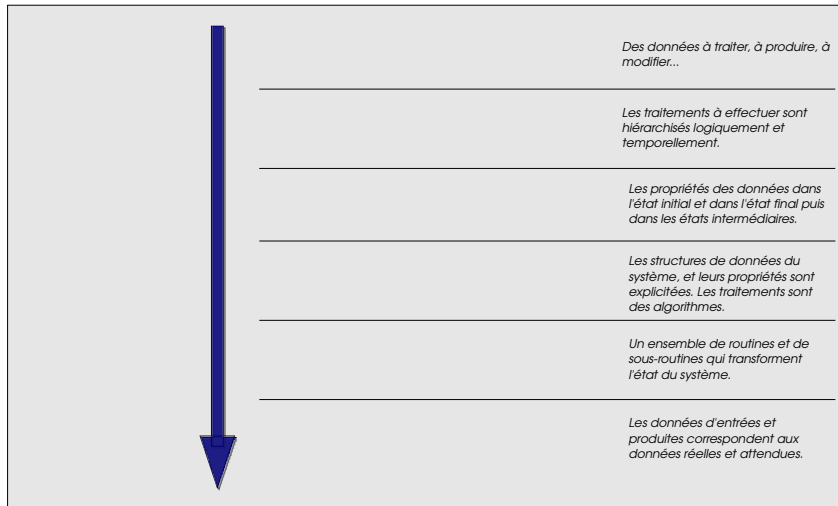 Des données à traiter, à produire, à
modifier...
Les traitements à effectuer sont
hiérarchisés logiquement et
temporellement.
Les propriétés des données dans
l'état initial et dans l'état final puis
dans les états intermédiaires.
Les structures de données du
système, et leurs propriétés sont
explicitées. Les traitements sont
des algorithmes.
Un ensemble de routines et de
sous-routines qui transforment
l'état du système.
Les données d'entrées et
produites correspondent aux
données réelles et attendues.